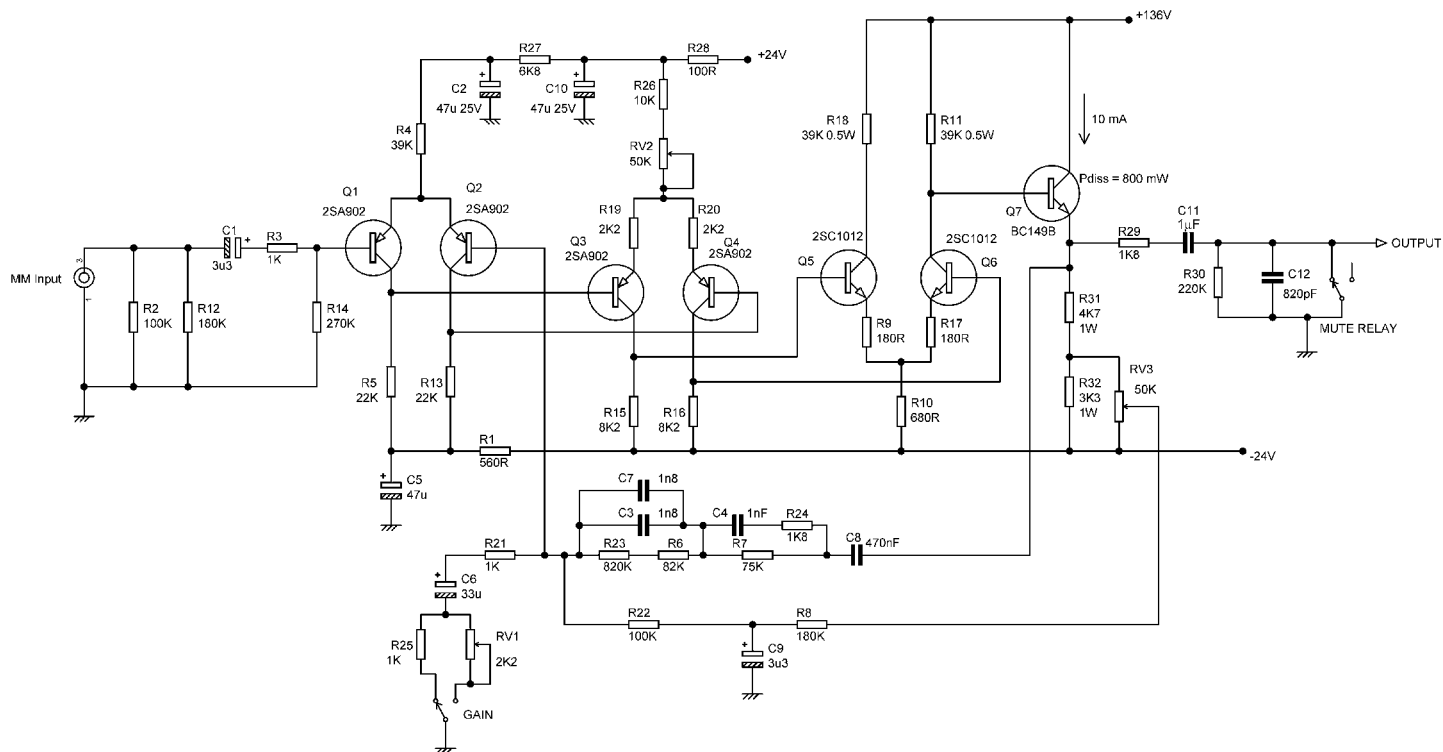 +136V
R27
6K8
R28
100R
+24V
C2
47u 25V
C10
47u 25V
R26
10K
R4
39K
R18
39K 0.5W
R11
39K 0.5W
10 mA
RV2
50K
Q1
2SA902
Q2
2SA902
Pdiss = 800 mW
Q7
BC149B
R19
2K2
R20
2K2
C1
3u3
R3
1K
Q3
2SA902
Q4
2SA902
Q5
2SC1012
2SC1012
Q6
C11
1µF
R29
1K8
OUTPUT
MM Input
3
1
R2
100K
R12
180K
R14
270K
R30
220K
C12
820pF
MUTE RELAY
R31
4K7
1W
R9
180R
R17
180R
R5
22K
R13
22K
R15
8K2
R16
8K2
R10
680R
R32
3K3
1W
RV3
50K
R1
560R
-24V
C5
47u
C7
1n8
C3
1n8
C4
1nF
R24
1K8
R21
1K
R23
820K
R6
82K
R7
75K
C8
470nF
C6
33u
R22
100K
R8
180K
R25
1K
RV1
2K2
C9
3u3
GAIN